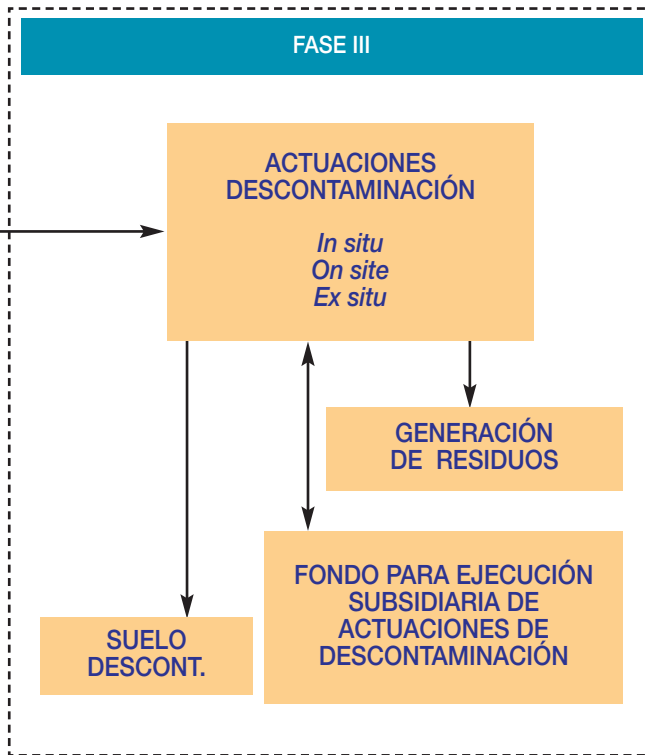 FASE III
ACTUACIONES
DESCONTAMINACIÓN
In situ
On site
Ex situ
GENERACIÓN
DE RESIDUOS
FONDO PARA EJECUCIÓN
SUBSIDIARIA DE
ACTUACIONES DE
DESCONTAMINACIÓN
SUELO
DESCONT.